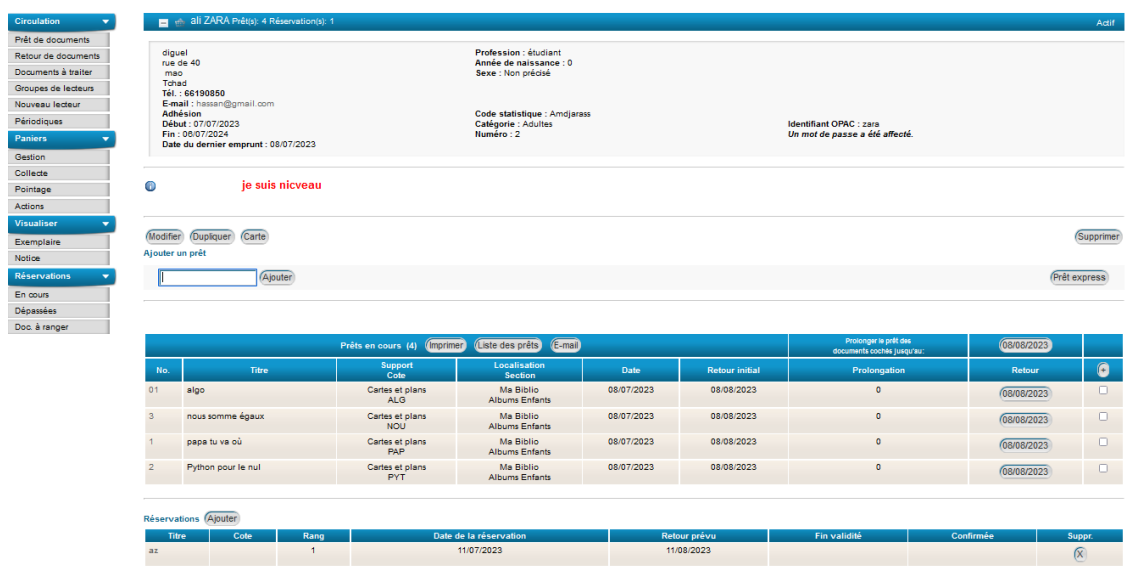 Circulation
Prêt de documents
Retour de documents
Documents à traiter
Groupes de lecteurs
Nouveau lecteur
Périodiques
Paniers
Gestion
Collecte
Pointage
Actions
Visualiser
Exemplaire
Notice
Réservations
En cours
Dépassées
Doc. à ranger
ali ZARA Prêt(s): 4 Réservation(s): 1 Actif
diguel
rue de 40
mao
Tchad
Tél. : 66190850
E-mail : hassan@gmail.com
Adhésion
Début : 07/07/2023
Fin : 06/07/2024
Date du dernier emprunt : 08/07/2023
Profession : étudiant
Année de naissance : 0
Sexe : Non précisé
Code statistique : Amdjarass
Catégorie : Adultes
Numéro : 2
Identifiant OPAC : zara
Un mot de passe a été affecté.
je suis nicveau
Modifier Dupliquer Carte Supprimer
Ajouter un prêt
Ajouter Prêt express
Prêts en cours (4) Imprimer Liste des prêts E-mail Prolonger le prêt des documents cochés jusqu'au: 08/08/2023
No. Titre Support Cote Localisation Section Date Retour initial Prolongation Retour +
01 algo Cartes et plans ALG Ma Biblio Albums Enfants 08/07/2023 08/08/2023 0 08/08/2023
3 nous somme égaux Cartes et plans NOU Ma Biblio Albums Enfants 08/07/2023 08/08/2023 0 08/08/2023
1 papa tu va où Cartes et plans PAP Ma Biblio Albums Enfants 08/07/2023 08/08/2023 0 08/08/2023
2 Python pour le nul Cartes et plans PYT Ma Biblio Albums Enfants 08/07/2023 08/08/2023 0 08/08/2023
Réservations Ajouter
Titre Cote Rang Date de la réservation Retour prévu Fin validité Confirmée Suppr.
az 1 11/07/2023 11/08/2023 X